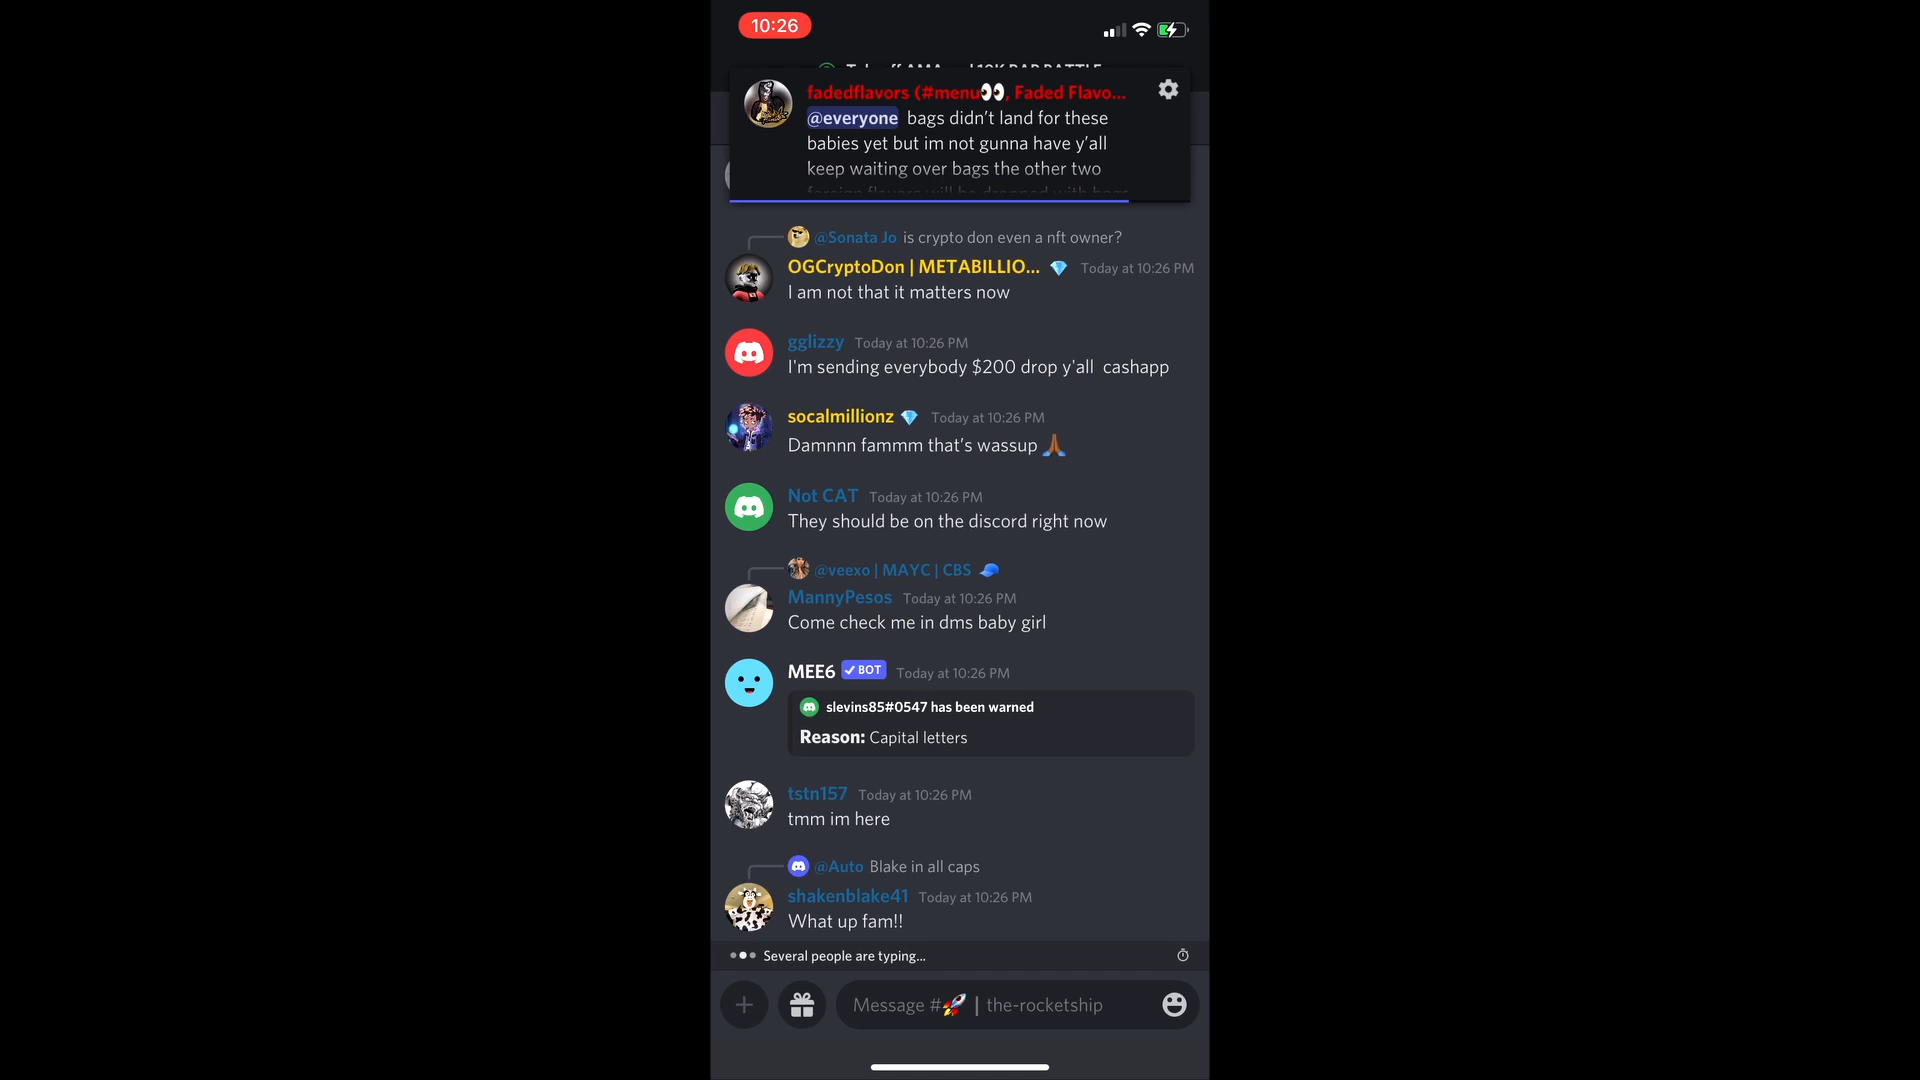 10:26
fadedflavors (#menu👀, Faded Flavo...
@everyone bags didn’t land for these
babies yet but im not gunna have y’all
keep waiting over bags the other two
foreign flavors will be dropped with bags
@Sonata Jo is crypto don even a nft owner?
OGCryptoDon | METABILLIO... 💎 Today at 10:26 PM
I am not that it matters now
gglizzy Today at 10:26 PM
I'm sending everybody $200 drop y'all cashapp
socalmillionz 💎 Today at 10:26 PM
Damnnn fammm that’s wassup 🙏🏾
Not CAT Today at 10:26 PM
They should be on the discord right now
@veexo | MAYC | CBS 🧢
MannyPesos Today at 10:26 PM
Come check me in dms baby girl
MEE6 ✓ BOT Today at 10:26 PM
slevins85#0547 has been warned
Reason: Capital letters
tstn157 Today at 10:26 PM
tmm im here
@Auto Blake in all caps
shakenblake41 Today at 10:26 PM
What up fam!!
Several people are typing...
Message #🚀 | the-rocketship